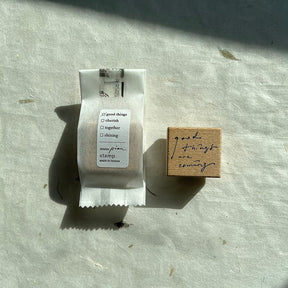 good things
cherish
together
shining
stamp
good
things
are
coming